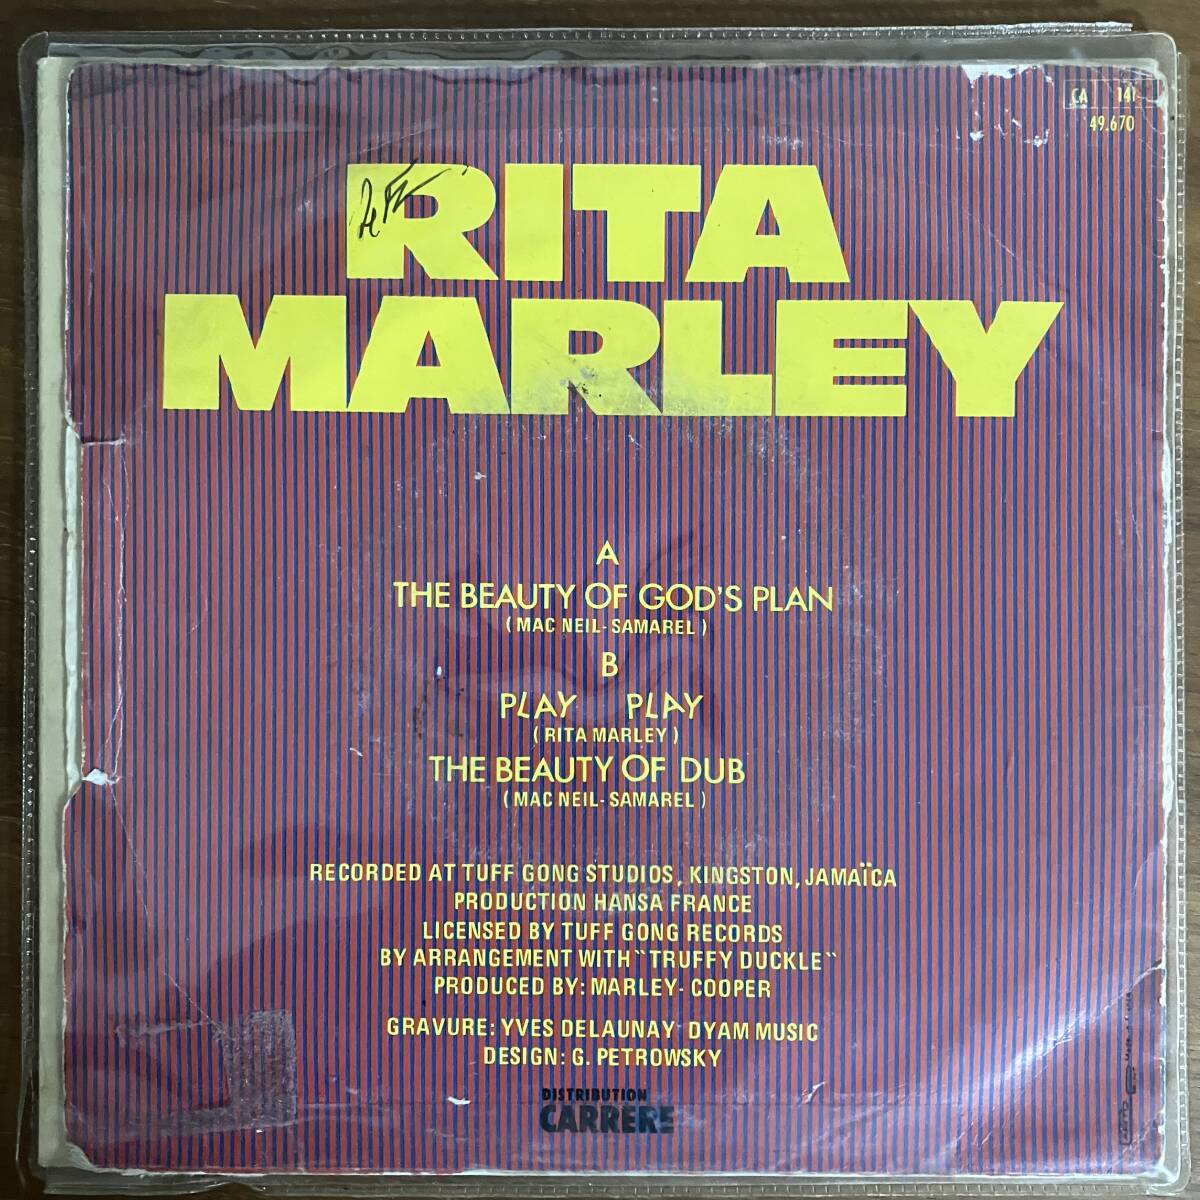 CA 141
49.670
RITA
MARLEY
A
THE BEAUTY OF GOD'S PLAN
( MAC NEIL - SAMAREL )
B
PLAY PLAY
( RITA MARLEY )
THE BEAUTY OF DUB
( MAC NEIL - SAMAREL )
RECORDED AT TUFF GONG STUDIOS, KINGSTON, JAMAÏCA
PRODUCTION HANSA FRANCE
LICENSED BY TUFF GONG RECORDS
BY ARRANGEMENT WITH "TRUFFY DUCKLE"
PRODUCED BY: MARLEY - COOPER
GRAVURE: YVES DELAUNAY DYAM MUSIC
DESIGN: G. PETROWSKY
DISTRIBUTION
CARRERE